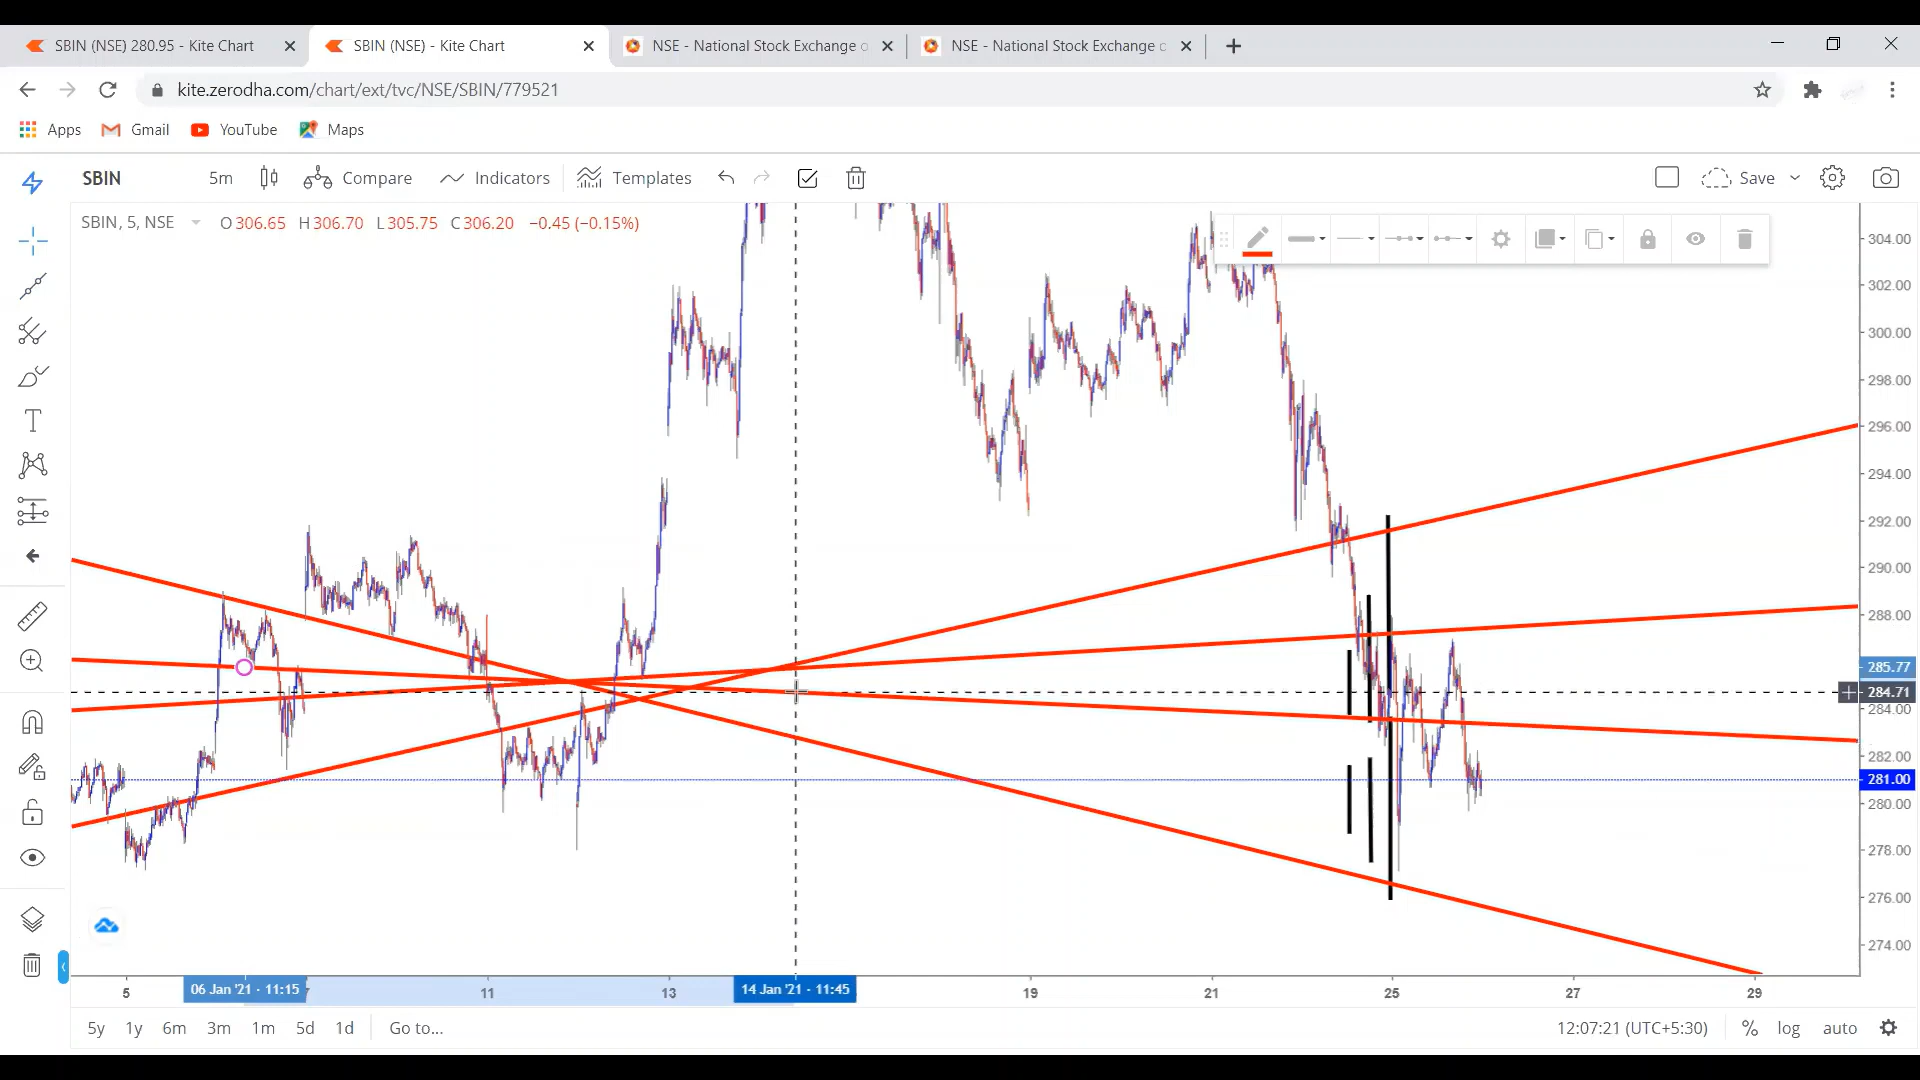 SBIN (NSE) 280.95 - Kite Chart
SBIN (NSE) - Kite Chart
NSE - National Stock Exchange o
NSE - National Stock Exchange o
kite.zerodha.com/chart/ext/tvc/NSE/SBIN/779521
Apps Gmail YouTube Maps
SBIN 5m Compare Indicators Templates Save
SBIN, 5, NSE O 306.65 H 306.70 L 305.75 C 306.20 −0.45 (−0.15%)
304.00
302.00
300.00
298.00
296.00
294.00
292.00
290.00
288.00
285.77
284.71
284.00
282.00
281.00
280.00
278.00
276.00
274.00
5 06 Jan '21 - 11:15 7 11 13 14 Jan '21 - 11:45 19 21 25 27 29
5y 1y 6m 3m 1m 5d 1d Go to... 12:07:21 (UTC+5:30) % log auto